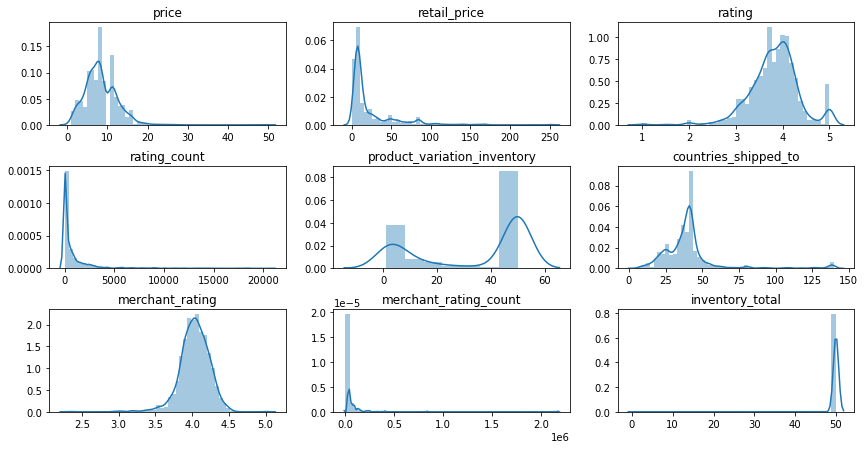 price
retail_price
rating
0.15
0.10
0.05
0.00
0 10 20 30 40 50
0.06
0.04
0.02
0.00
0 50 100 150 200 250
1.00
0.75
0.50
0.25
0.00
1 2 3 4 5
rating_count
product_variation_inventory
countries_shipped_to
0.0015
0.0010
0.0005
0.0000
0 5000 10000 15000 20000
0.08
0.06
0.04
0.02
0.00
0 20 40 60
0.08
0.06
0.04
0.02
0.00
0 25 50 75 100 125 150
merchant_rating
merchant_rating_count
inventory_total
2.0
1.5
1.0
0.5
0.0
2.5 3.0 3.5 4.0 4.5 5.0
1e−5
2.0
1.5
1.0
0.5
0.0
0.0 0.5 1.0 1.5 2.0
1e6
0.8
0.6
0.4
0.2
0.0
0 10 20 30 40 50